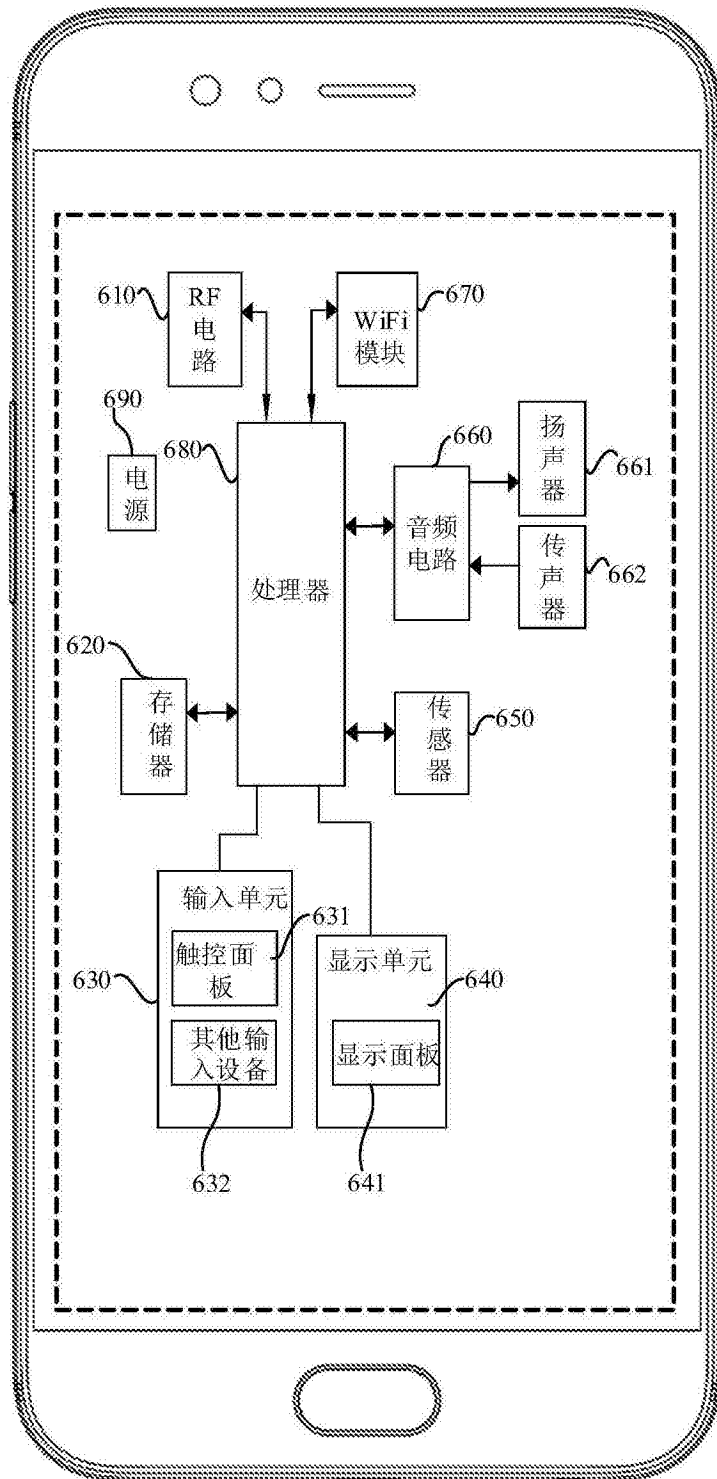 610
RF
电
路
670
WiFi
模块
690
电
源
680
处理器
660
音频
电路
扬
声
器
661
传
声
器
662
620
存
储
器
传
感
器
650
输入单元
631
触控面
板
630
其他输
入设备
632
显示单元
640
显示面板
641